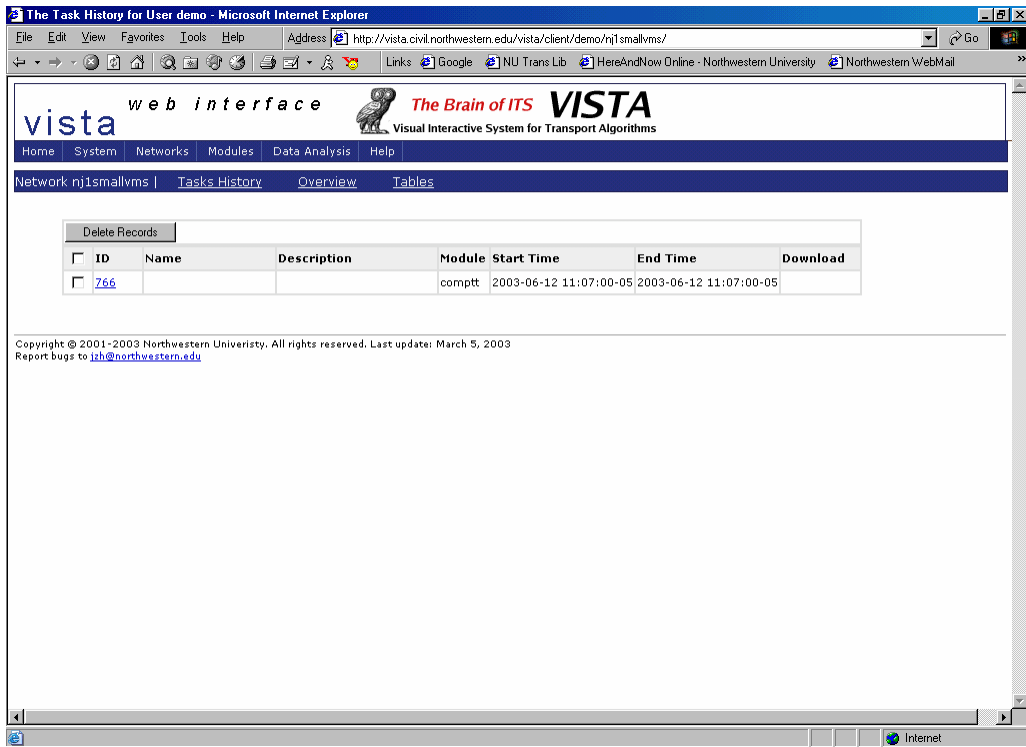 The Task History for User demo - Microsoft Internet Explorer
File Edit View Favorites Tools Help Address http://vista.civil.northwestern.edu/vista/client/demo/nj1smallvms/ Go
Links Google NU Trans Lib HereAndNow Online - Northwestern University Northwestern WebMail »
vista web interface
The Brain of ITS VISTA
Visual Interactive System for Transport Algorithms
Home System Networks Modules Data Analysis Help
Network nj1smallvms | Tasks History Overview Tables
Delete Records
ID Name Description Module Start Time End Time Download
766 comptt 2003-06-12 11:07:00-05 2003-06-12 11:07:00-05
Copyright © 2001-2003 Northwestern Univeristy. All rights reserved. Last update: March 5, 2003
Report bugs to jzh@northwestern.edu
Internet